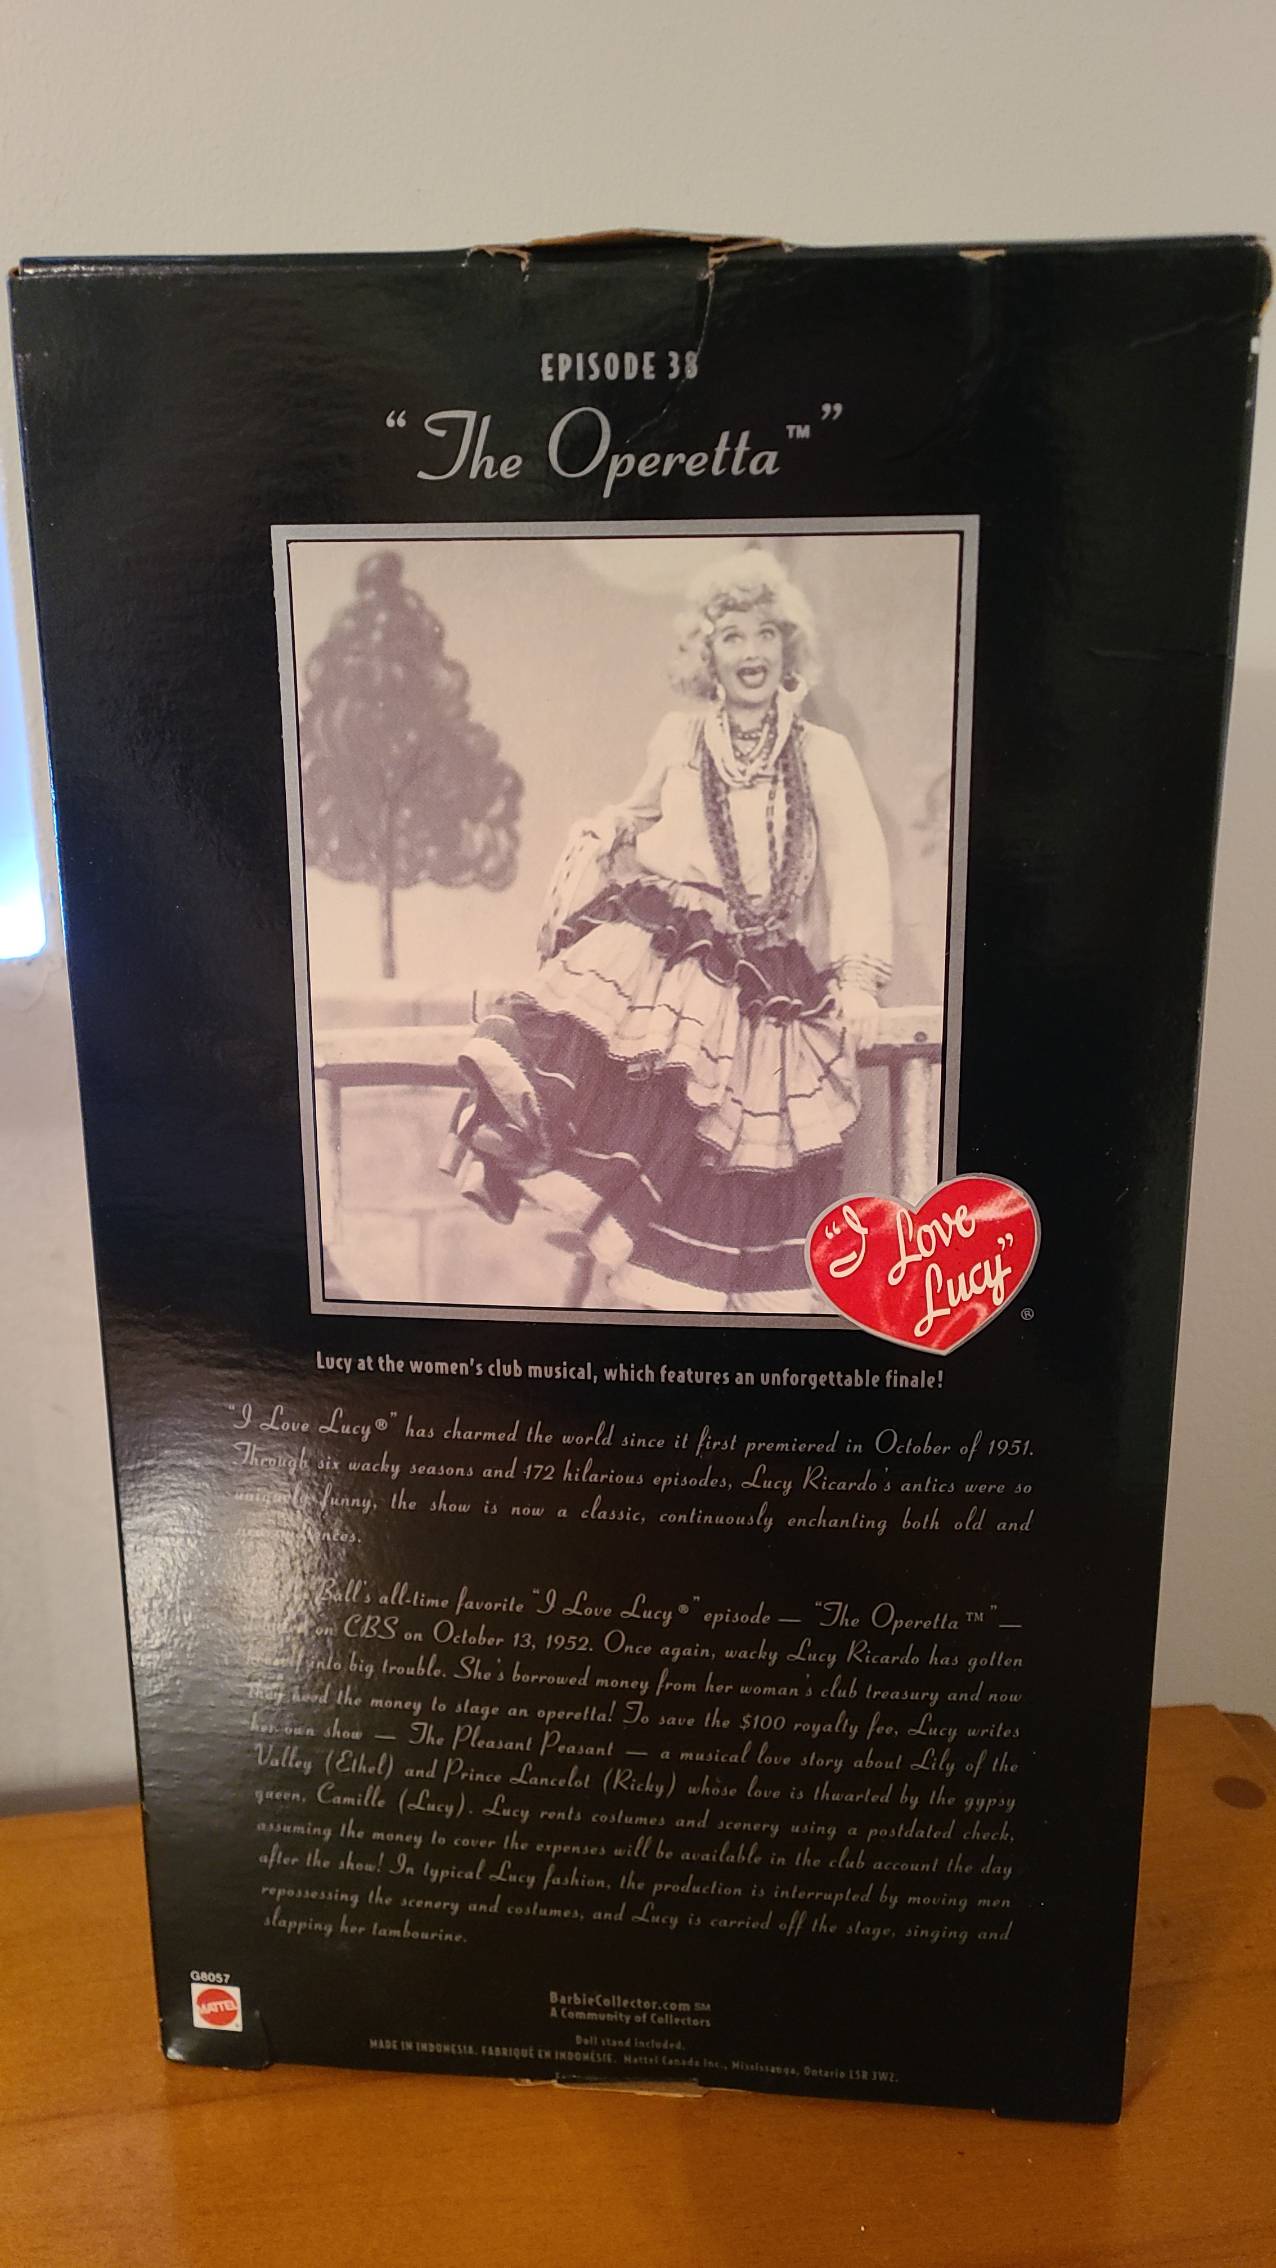 EPISODE 38
“The Operetta™”
“I Love
Lucy”
®
Lucy at the women's club musical, which features an unforgettable finale!
“I Love Lucy®” has charmed the world since it first premiered in October of 1951.
Through six wacky seasons and 172 hilarious episodes, Lucy Ricardo's antics were so
uniquely funny, the show is now a classic, continuously enchanting both old and
Ball's all-time favorite “I Love Lucy®” episode — “The Operetta™”—
on CBS on October 13, 1952. Once again, wacky Lucy Ricardo has gotten
into big trouble. She's borrowed money from her woman's club treasury and now
they need the money to stage an operetta! To save the $100 royalty fee, Lucy writes
her own show — The Pleasant Peasant — a musical love story about Lily of the
Valley (Ethel) and Prince Lancelot (Ricky) whose love is thwarted by the gypsy
queen, Camille (Lucy). Lucy rents costumes and scenery using a postdated check,
assuming the money to cover the expenses will be available in the club account the day
after the show! In typical Lucy fashion, the production is interrupted by moving men
repossessing the scenery and costumes, and Lucy is carried off the stage, singing and
slapping her tambourine.
G8057
MATTEL
BarbieCollector.com SM
A Community of Collectors
Doll stand included.
MADE IN INDONESIA. FABRIQUÉ EN INDONÉSIE. Mattel Canada Inc., Mississauga, Ontario L5R 3W2.